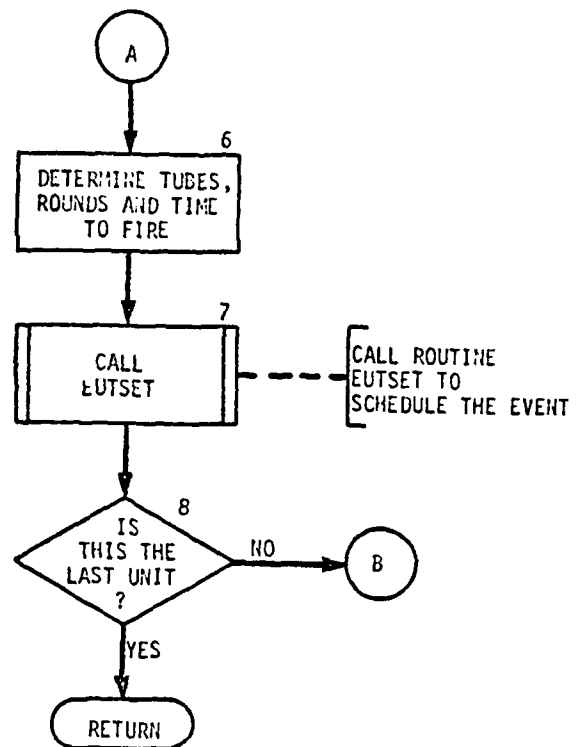 A
6
DETERMINE TUBES,
ROUNDS AND TIME
TO FIRE
7
CALL
EUTSET
CALL ROUTINE
EUTSET TO
SCHEDULE THE EVENT
8
IS
THIS THE
LAST UNIT
?
NO
B
YES
RETURN